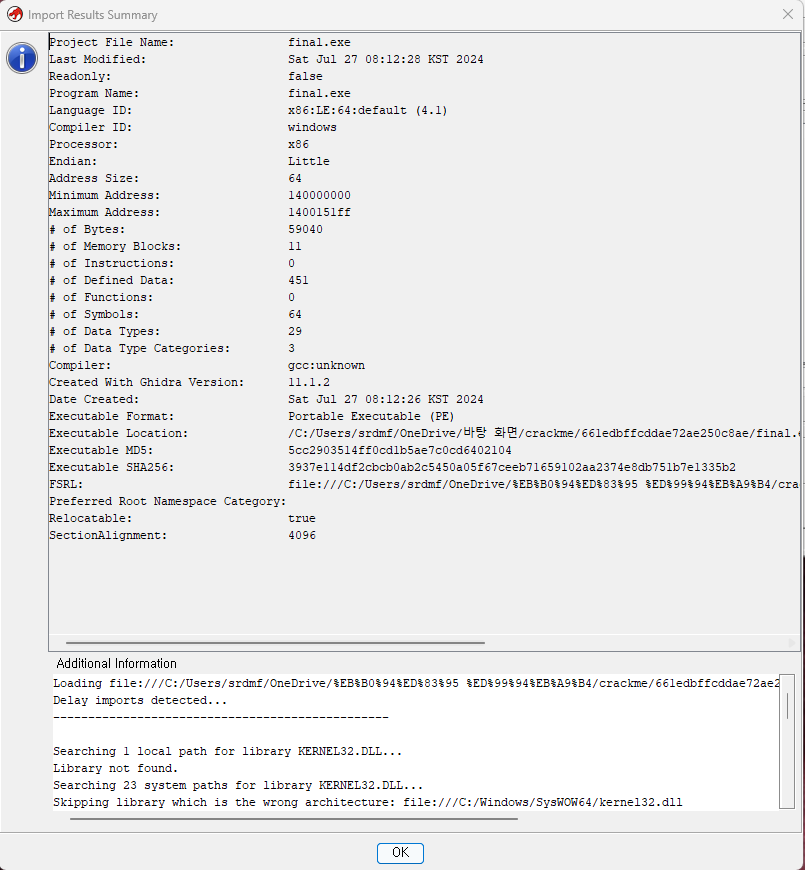 Import Results Summary
Project File Name: final.exe
Last Modified: Sat Jul 27 08:12:28 KST 2024
Readonly: false
Program Name: final.exe
Language ID: x86:LE:64:default (4.1)
Compiler ID: windows
Processor: x86
Endian: Little
Address Size: 64
Minimum Address: 140000000
Maximum Address: 1400151ff
# of Bytes: 59040
# of Memory Blocks: 11
# of Instructions: 0
# of Defined Data: 451
# of Functions: 0
# of Symbols: 64
# of Data Types: 29
# of Data Type Categories: 3
Compiler: gcc:unknown
Created With Ghidra Version: 11.1.2
Date Created: Sat Jul 27 08:12:26 KST 2024
Executable Format: Portable Executable (PE)
Executable Location: /C:/Users/srdmf/OneDrive/바탕 화면/crackme/661edbffcddae72ae250c8ae/final.e
Executable MD5: 5cc2903514ff0cd1b5ae7c0cd6402104
Executable SHA256: 3937e114df2cbcb0ab2c5450a05f67ceeb71659102aa2374e8db751b7e1335b2
FSRL: file:///C:/Users/srdmf/OneDrive/%EB%B0%94%ED%83%95 %ED%99%94%EB%A9%B4/cra
Preferred Root Namespace Category:
Relocatable: true
SectionAlignment: 4096
Additional Information
Loading file:///C:/Users/srdmf/OneDrive/%EB%B0%94%ED%83%95 %ED%99%94%EB%A9%B4/crackme/661edbffcddae72ae2
Delay imports detected...
------------------------------------------------
Searching 1 local path for library KERNEL32.DLL...
Library not found.
Searching 23 system paths for library KERNEL32.DLL...
Skipping library which is the wrong architecture: file:///C:/Windows/SysWOW64/kernel32.dll
OK